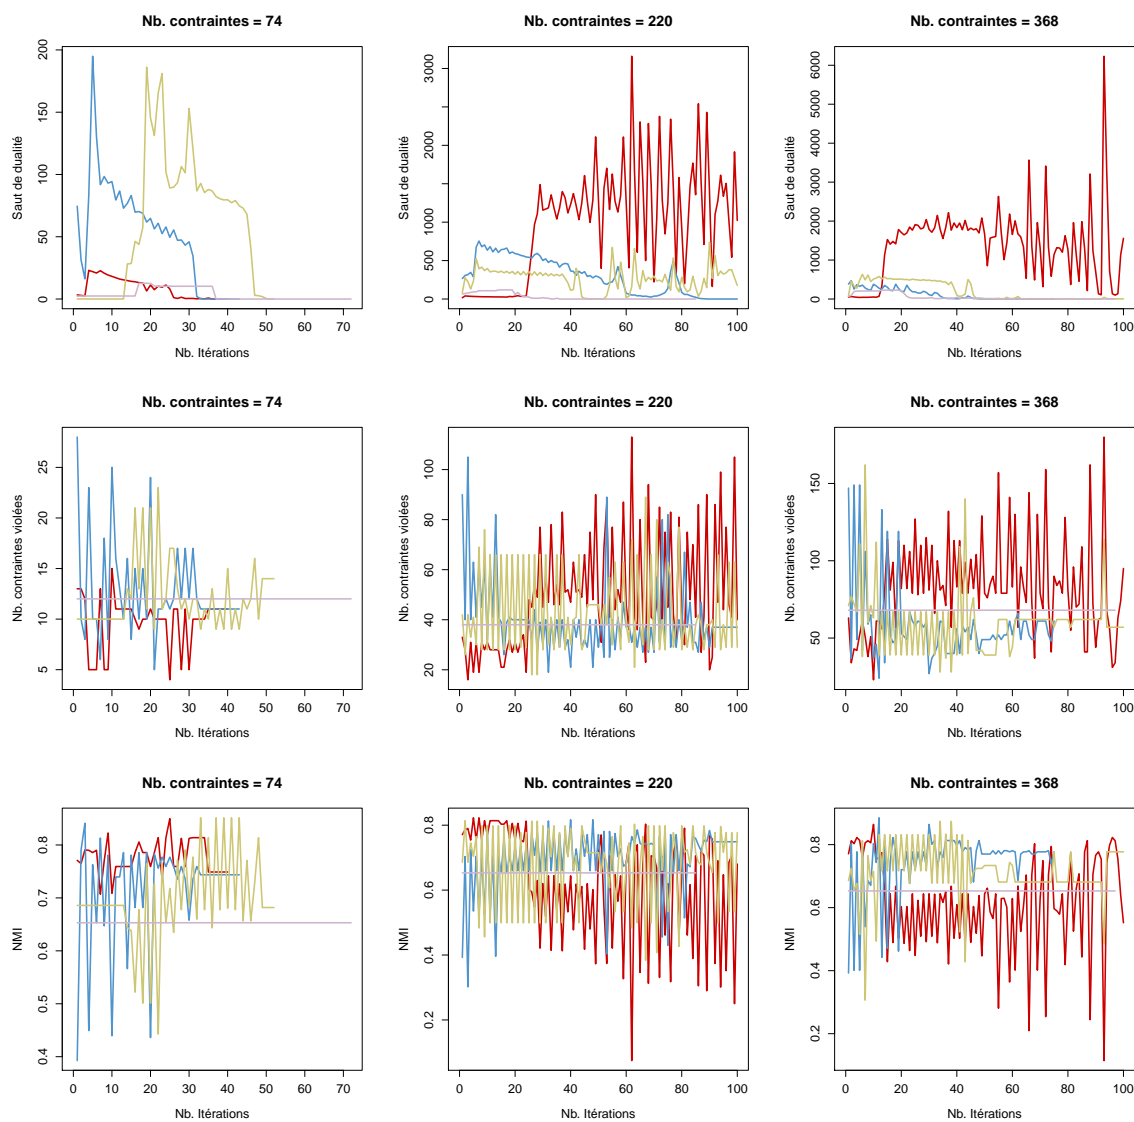 Nb. contraintes = 74
Saut de dualité
0 50 100 150 200
0 10 20 30 40 50 60 70
Nb. Itérations
Nb. contraintes = 220
Saut de dualité
0 500 1000 2000 3000
0 20 40 60 80 100
Nb. Itérations
Nb. contraintes = 368
Saut de dualité
0 1000 2000 3000 4000 5000 6000
0 20 40 60 80 100
Nb. Itérations
Nb. contraintes = 74
Nb. contraintes violées
5 10 15 20 25
0 10 20 30 40 50 60 70
Nb. Itérations
Nb. contraintes = 220
Nb. contraintes violées
20 40 60 80 100
0 20 40 60 80 100
Nb. Itérations
Nb. contraintes = 368
Nb. contraintes violées
50 100 150
0 20 40 60 80 100
Nb. Itérations
Nb. contraintes = 74
NMI
0.4 0.5 0.6 0.7 0.8
0 10 20 30 40 50 60 70
Nb. Itérations
Nb. contraintes = 220
NMI
0.2 0.4 0.6 0.8
0 20 40 60 80 100
Nb. Itérations
Nb. contraintes = 368
NMI
0.2 0.4 0.6 0.8
0 20 40 60 80 100
Nb. Itérations